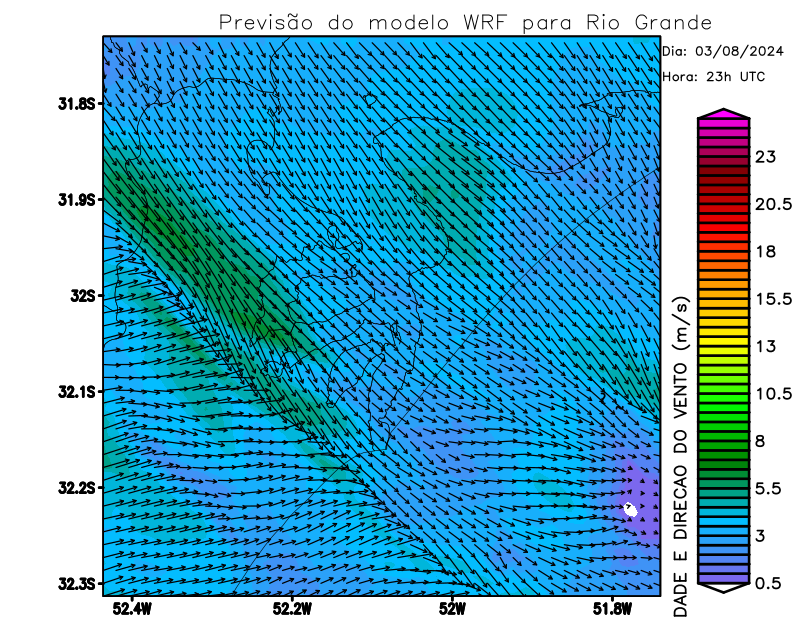 Previsão do modelo WRF para Rio Grande
Dia: 03/08/2024
Hora: 23h UTC
31.8S
31.9S
32S
32.1S
32.2S
32.3S
52.4W
52.2W
52W
51.8W
23
20.5
18
15.5
13
10.5
8
5.5
3
0.5
DADE E DIRECAO DO VENTO (m/s)